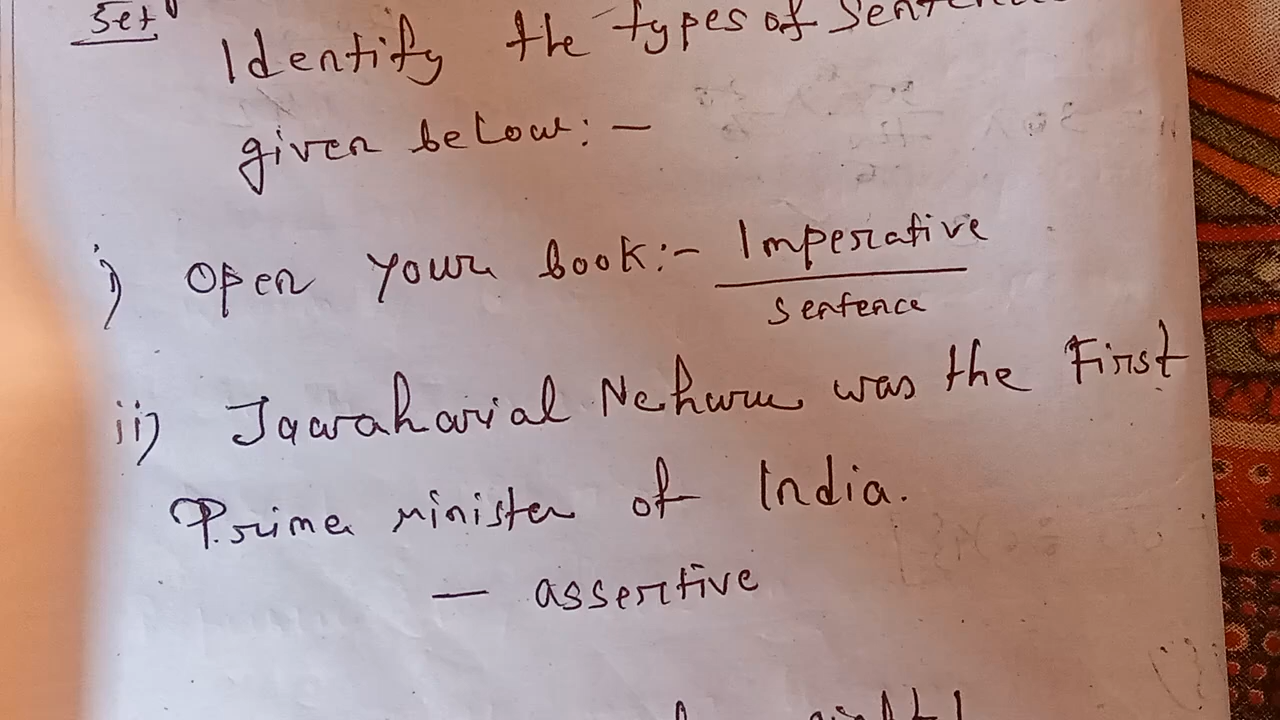 Set
Identify the types of Sentence
given below: -
i) Open your book:- Imperative
sentence
ii) Jawaharlal Nehru was the First
Prime minister of India.
- assertive